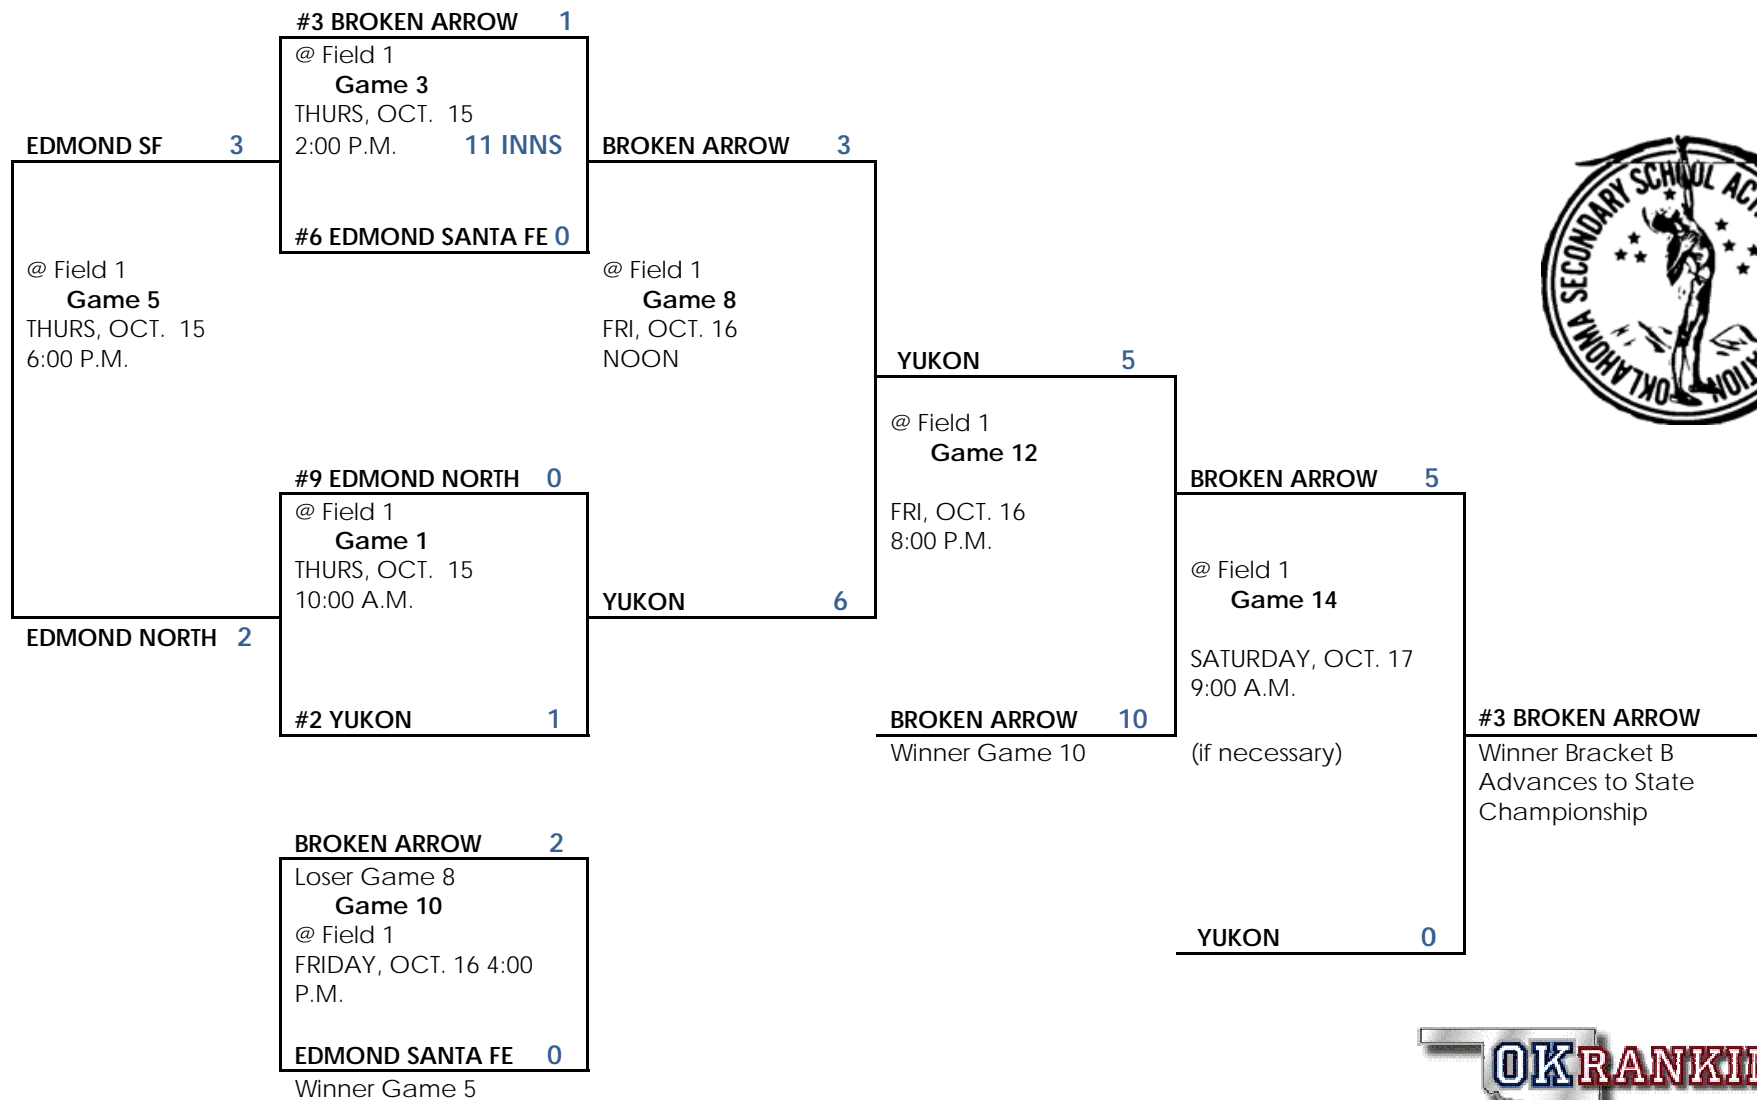 #3 BROKEN ARROW 1
@ Field 1
Game 3
THURS, OCT. 15
2:00 P.M. 11 INNS
#6 EDMOND SANTA FE 0
EDMOND SF 3
@ Field 1
Game 5
THURS, OCT. 15
6:00 P.M.
EDMOND NORTH 2
#9 EDMOND NORTH 0
@ Field 1
Game 1
THURS, OCT. 15
10:00 A.M.
#2 YUKON 1
BROKEN ARROW 3
@ Field 1
Game 8
FRI, OCT. 16
NOON
YUKON 6
BROKEN ARROW 2
Loser Game 8
Game 10
@ Field 1
FRIDAY, OCT. 16 4:00
P.M.
EDMOND SANTA FE 0
Winner Game 5
YUKON 5
@ Field 1
Game 12
FRI, OCT. 16
8:00 P.M.
BROKEN ARROW 10
Winner Game 10
BROKEN ARROW 5
@ Field 1
Game 14
SATURDAY, OCT. 17
9:00 A.M.
(if necessary)
YUKON 0
#3 BROKEN ARROW
Winner Bracket B
Advances to State
Championship
OKLAHOMA SECONDARY SCHOOL
OKRANKI